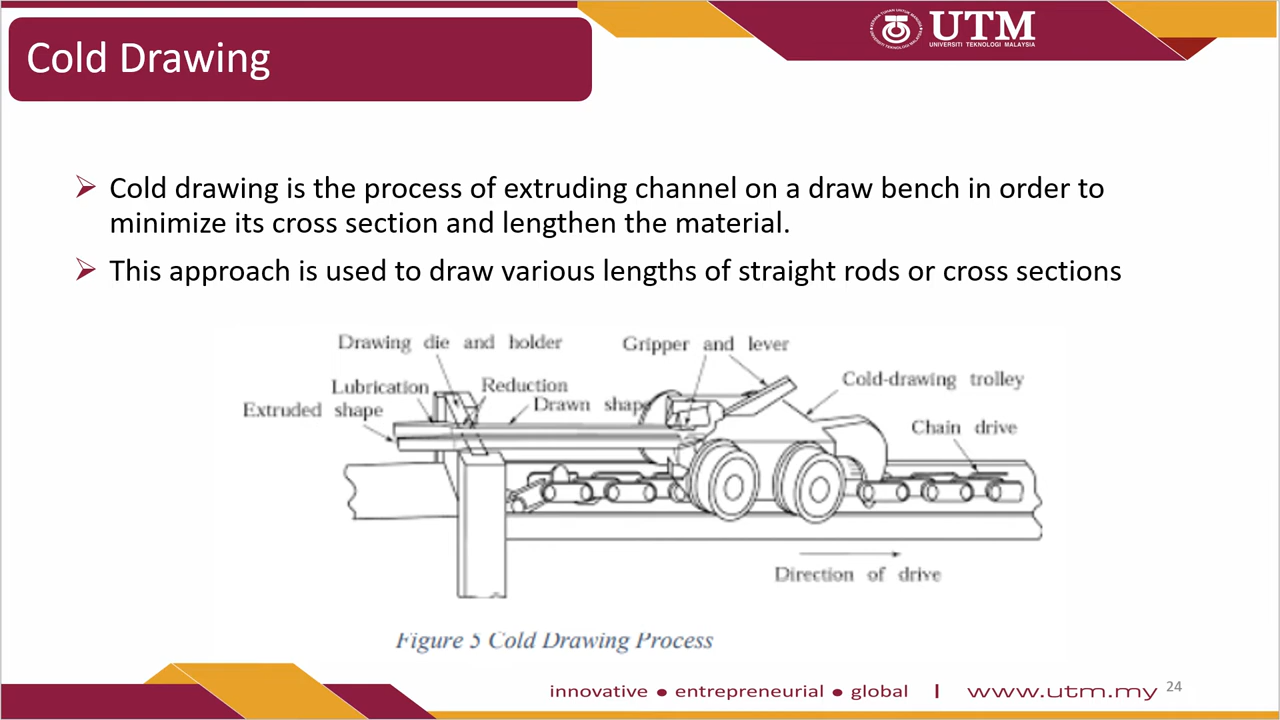 Cold Drawing
UTM
UNIVERSITI TEKNOLOGI MALAYSIA
Cold drawing is the process of extruding channel on a draw bench in order to
minimize its cross section and lengthen the material.
This approach is used to draw various lengths of straight rods or cross sections
Drawing die and holder
Gripper and lever
Lubrication
Reduction
Cold-drawing trolley
Extruded shape
Drawn shape
Chain drive
Direction of drive
Figure 5 Cold Drawing Process
innovative ● entrepreneurial ● global | www.utm.my
24